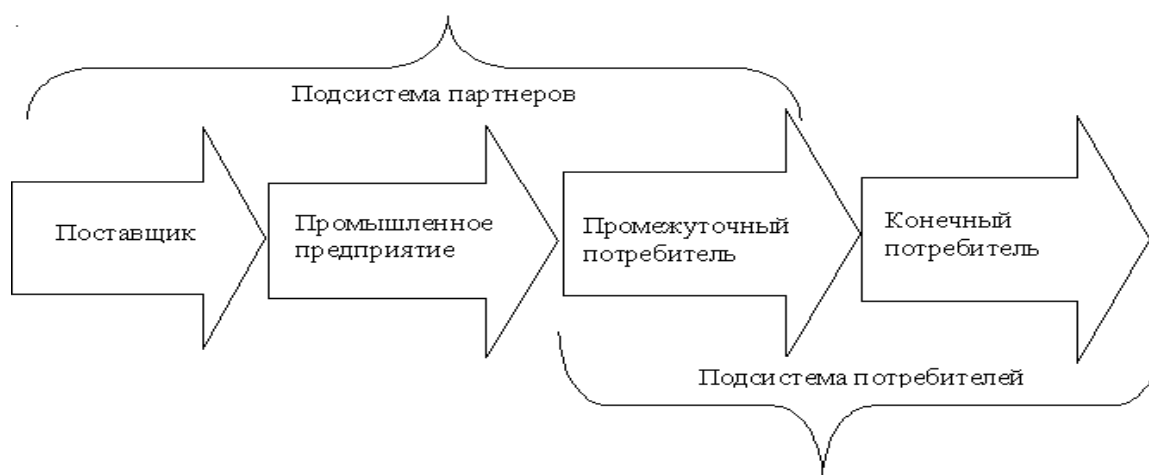 Подсистема партнеров
Поставщик
Промышленное
предприятие
Промежуточный
потребитель
Конечный
потребитель
Подсистема потребителей